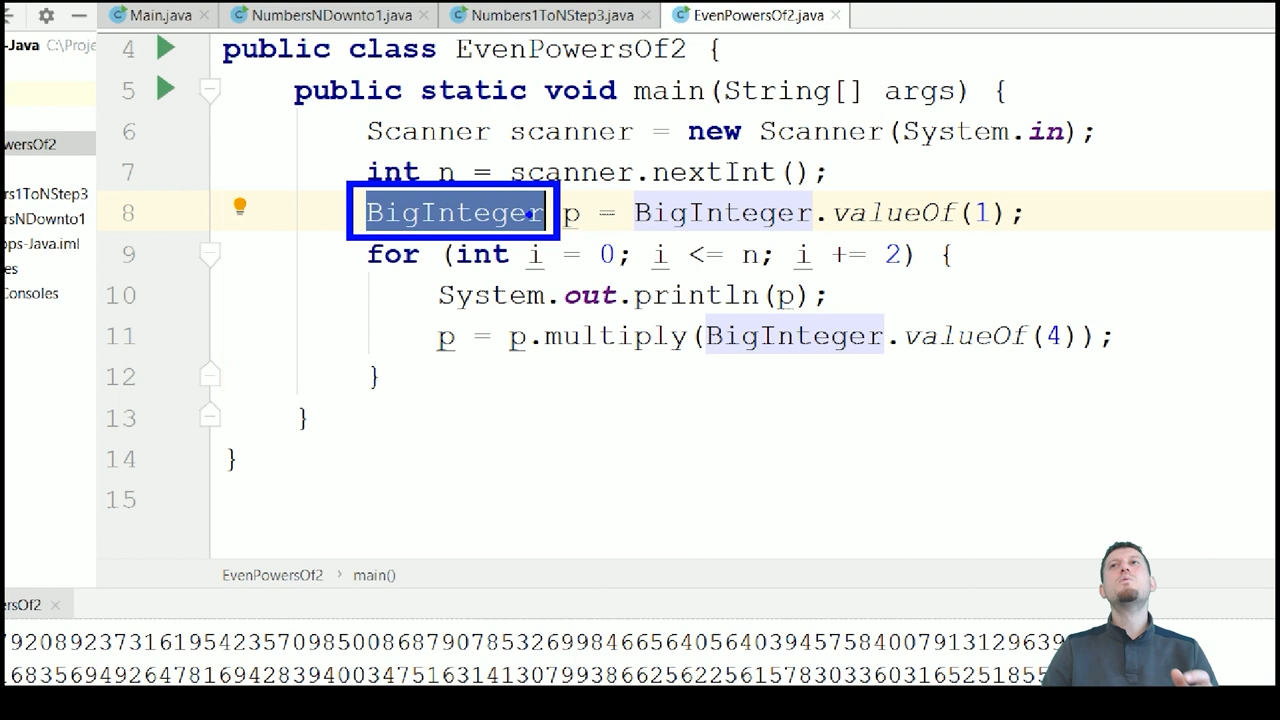 Main.java NumbersNDownto1.java Numbers1ToNStep3.java EvenPowersOf2.java
-Java C:\Proje
4 public class EvenPowersOf2 {
5 public static void main(String[] args) {
6 Scanner scanner = new Scanner(System.in);
wersOf2
7 int n = scanner.nextInt();
rs1ToNStep3
8 BigInteger p = BigInteger.valueOf(1);
rsNDownto1
ops-Java.iml
9 for (int i = 0; i <= n; i += 2) {
es
Consoles
10 System.out.println(p);
11 p = p.multiply(BigInteger.valueOf(4));
12 }
13 }
14 }
15
EvenPowersOf2 › main()
ersOf2
79208923731619542357098500868790785326998466564056403945758400791312963